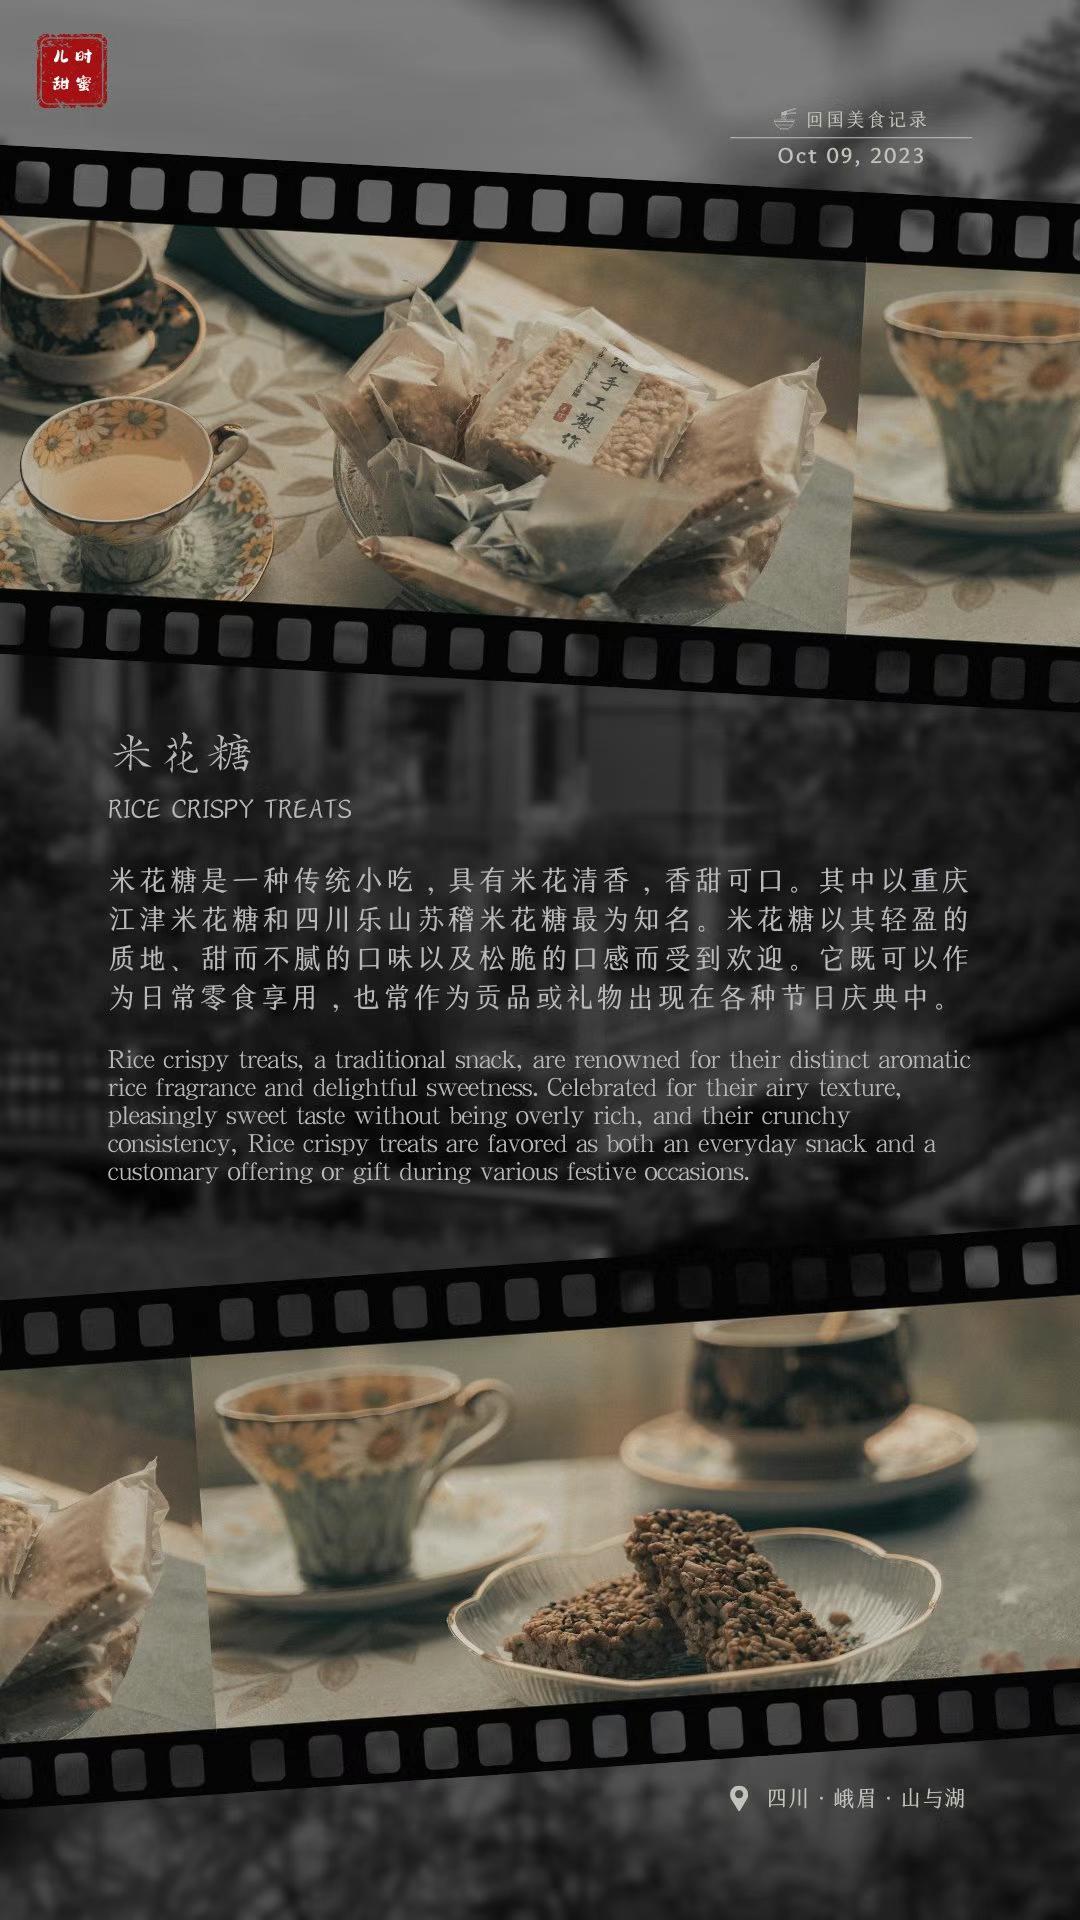 儿时
甜蜜
回国美食记录
Oct 09, 2023
纯手工製作
米花糖
RICE CRISPY TREATS
米花糖是一种传统小吃，具有米花清香，香甜可口。其中以重庆
江津米花糖和四川乐山苏稽米花糖最为知名。米花糖以其轻盈的
质地、甜而不腻的口味以及松脆的口感而受到欢迎。它既可以作
为日常零食享用，也常作为贡品或礼物出现在各种节日庆典中。
Rice crispy treats, a traditional snack, are renowned for their distinct aromatic
rice fragrance and delightful sweetness. Celebrated for their airy texture,
pleasingly sweet taste without being overly rich, and their crunchy
consistency, Rice crispy treats are favored as both an everyday snack and a
customary offering or gift during various festive occasions.
四川·峨眉·山与湖